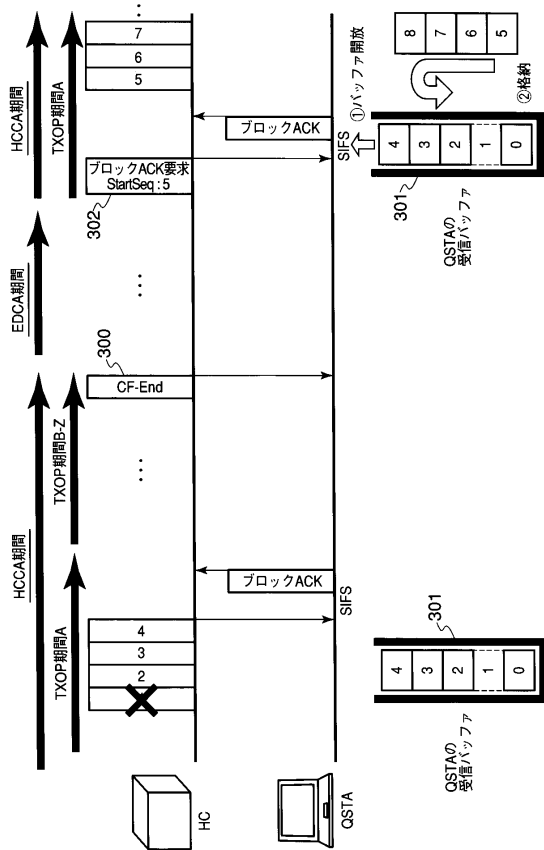 HCCA期間
EDCA期間
HCCA期間
TXOP期間A
TXOP期間B-Z
TXOP期間A
2
3
4
…
CF-End
300
…
ブロックACK要求
StartSeq : 5
302
5
6
7
…
HC
ブロックACK
ブロックACK
QSTA
SIFS
SIFS
①バッファ開放
QSTAの
受信バッファ
301
4
3
2
1
0
QSTAの
受信バッファ
301
4
3
2
1
0
8
7
6
5
②格納